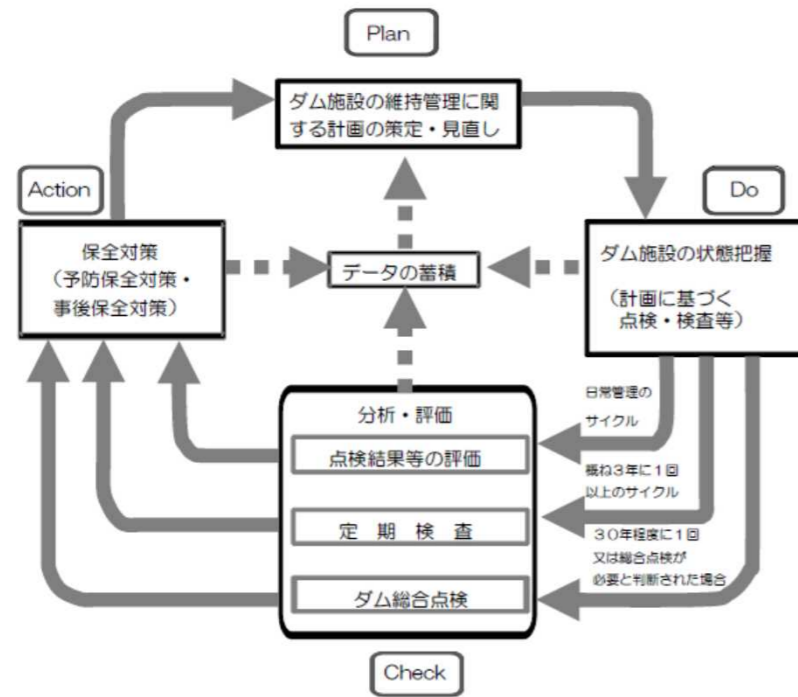 Plan
ダム施設の維持管理に関
する計画の策定・見直し
Action
Do
保全対策
（予防保全対策・
事後保全対策）
データの蓄積
ダム施設の状態把握
（計画に基づく
点検・検査等）
分析・評価
点検結果等の評価
定 期 検 査
ダム総合点検
日常管理の
サイクル
概ね３年に１回
以上のサイクル
３０年程度に１回
又は総合点検が
必要と判断された場合
Check